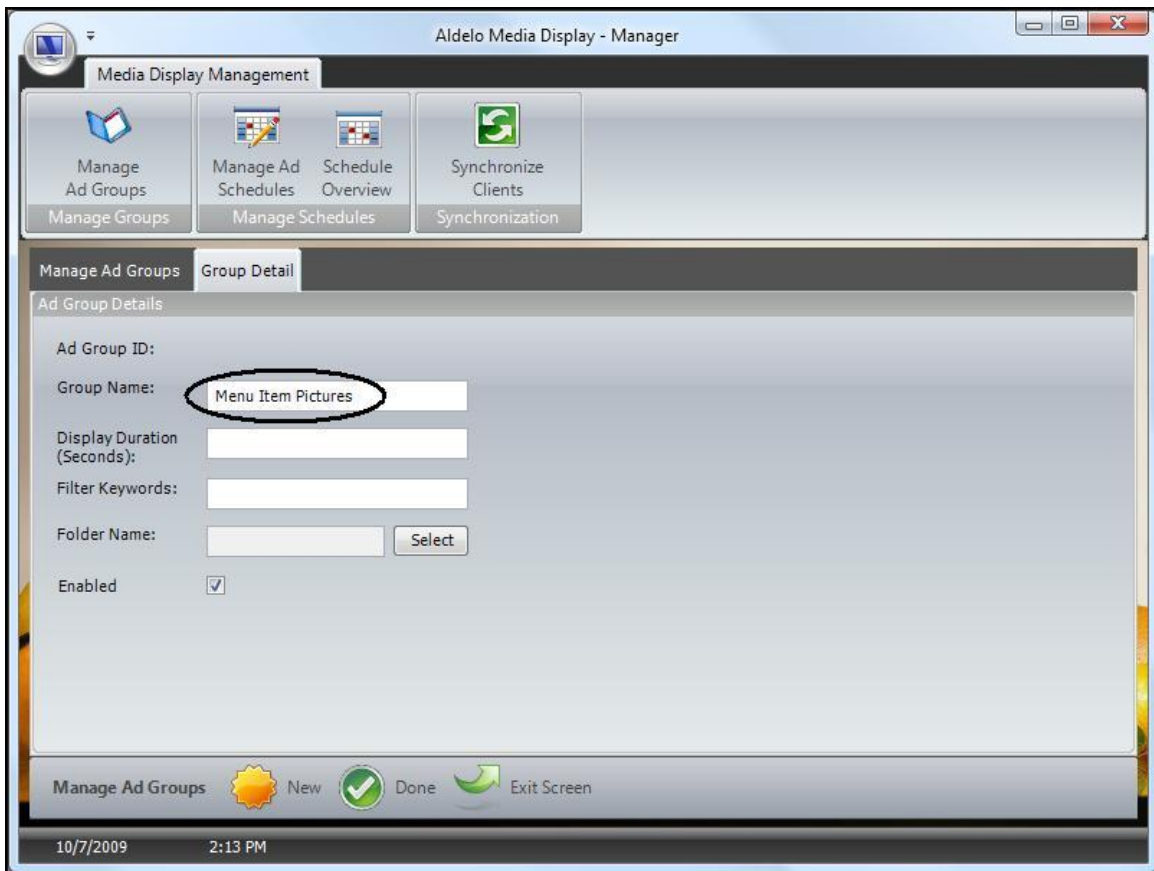 Aldelo Media Display - Manager
Media Display Management
Manage Ad Groups
Manage Ad Schedules
Schedule Overview
Synchronize Clients
Manage Groups
Manage Schedules
Synchronization
Manage Ad Groups
Group Detail
Ad Group Details
Ad Group ID:
Group Name:
Menu Item Pictures
Display Duration
(Seconds):
Filter Keywords:
Folder Name:
Select
Enabled
Manage Ad Groups
New
Done
Exit Screen
10/7/2009
2:13 PM